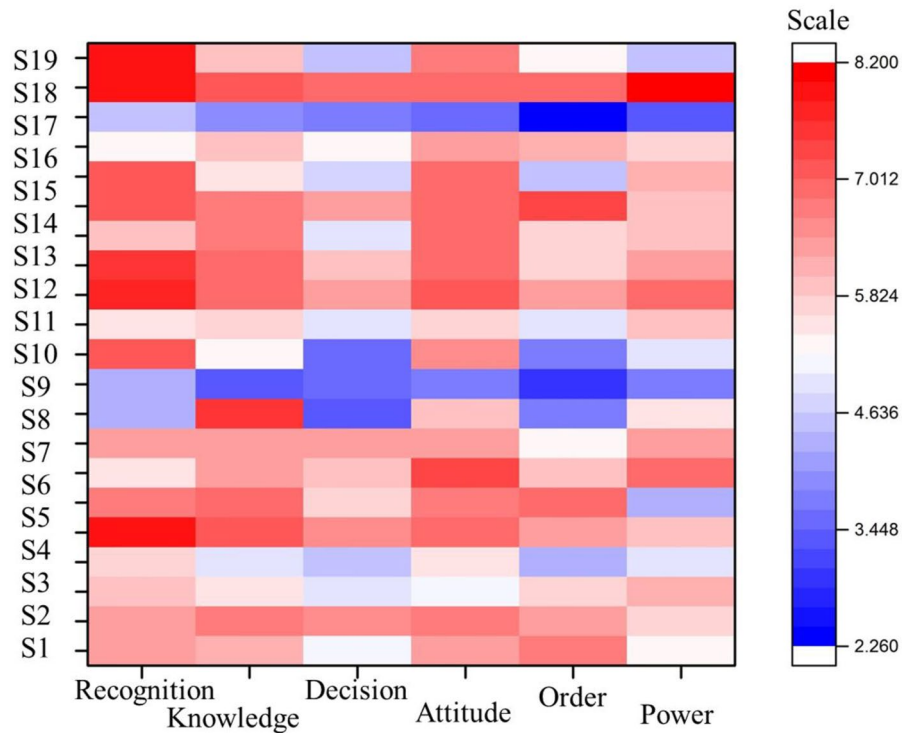 Scale
S19
S18
S17
S16
S15
S14
S13
S12
S11
S10
S9
S8
S7
S6
S5
S4
S3
S2
S1
8.200
7.012
5.824
4.636
3.448
2.260
Recognition
Knowledge
Decision
Attitude
Order
Power